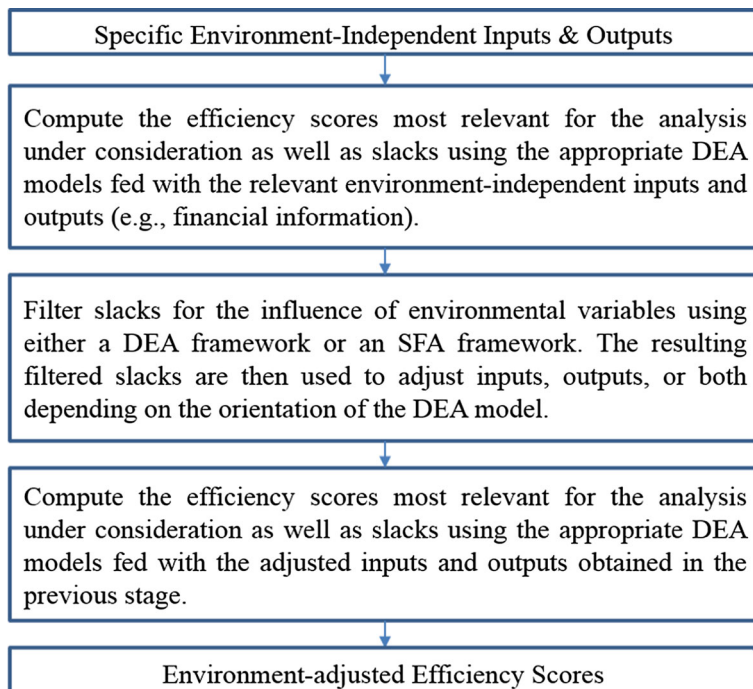 Specific Environment-Independent Inputs & Outputs
Compute the efficiency scores most relevant for the analysis
under consideration as well as slacks using the appropriate DEA
models fed with the relevant environment-independent inputs and
outputs (e.g., financial information).
Filter slacks for the influence of environmental variables using
either a DEA framework or an SFA framework. The resulting
filtered slacks are then used to adjust inputs, outputs, or both
depending on the orientation of the DEA model.
Compute the efficiency scores most relevant for the analysis
under consideration as well as slacks using the appropriate DEA
models fed with the adjusted inputs and outputs obtained in the
previous stage.
Environment-adjusted Efficiency Scores